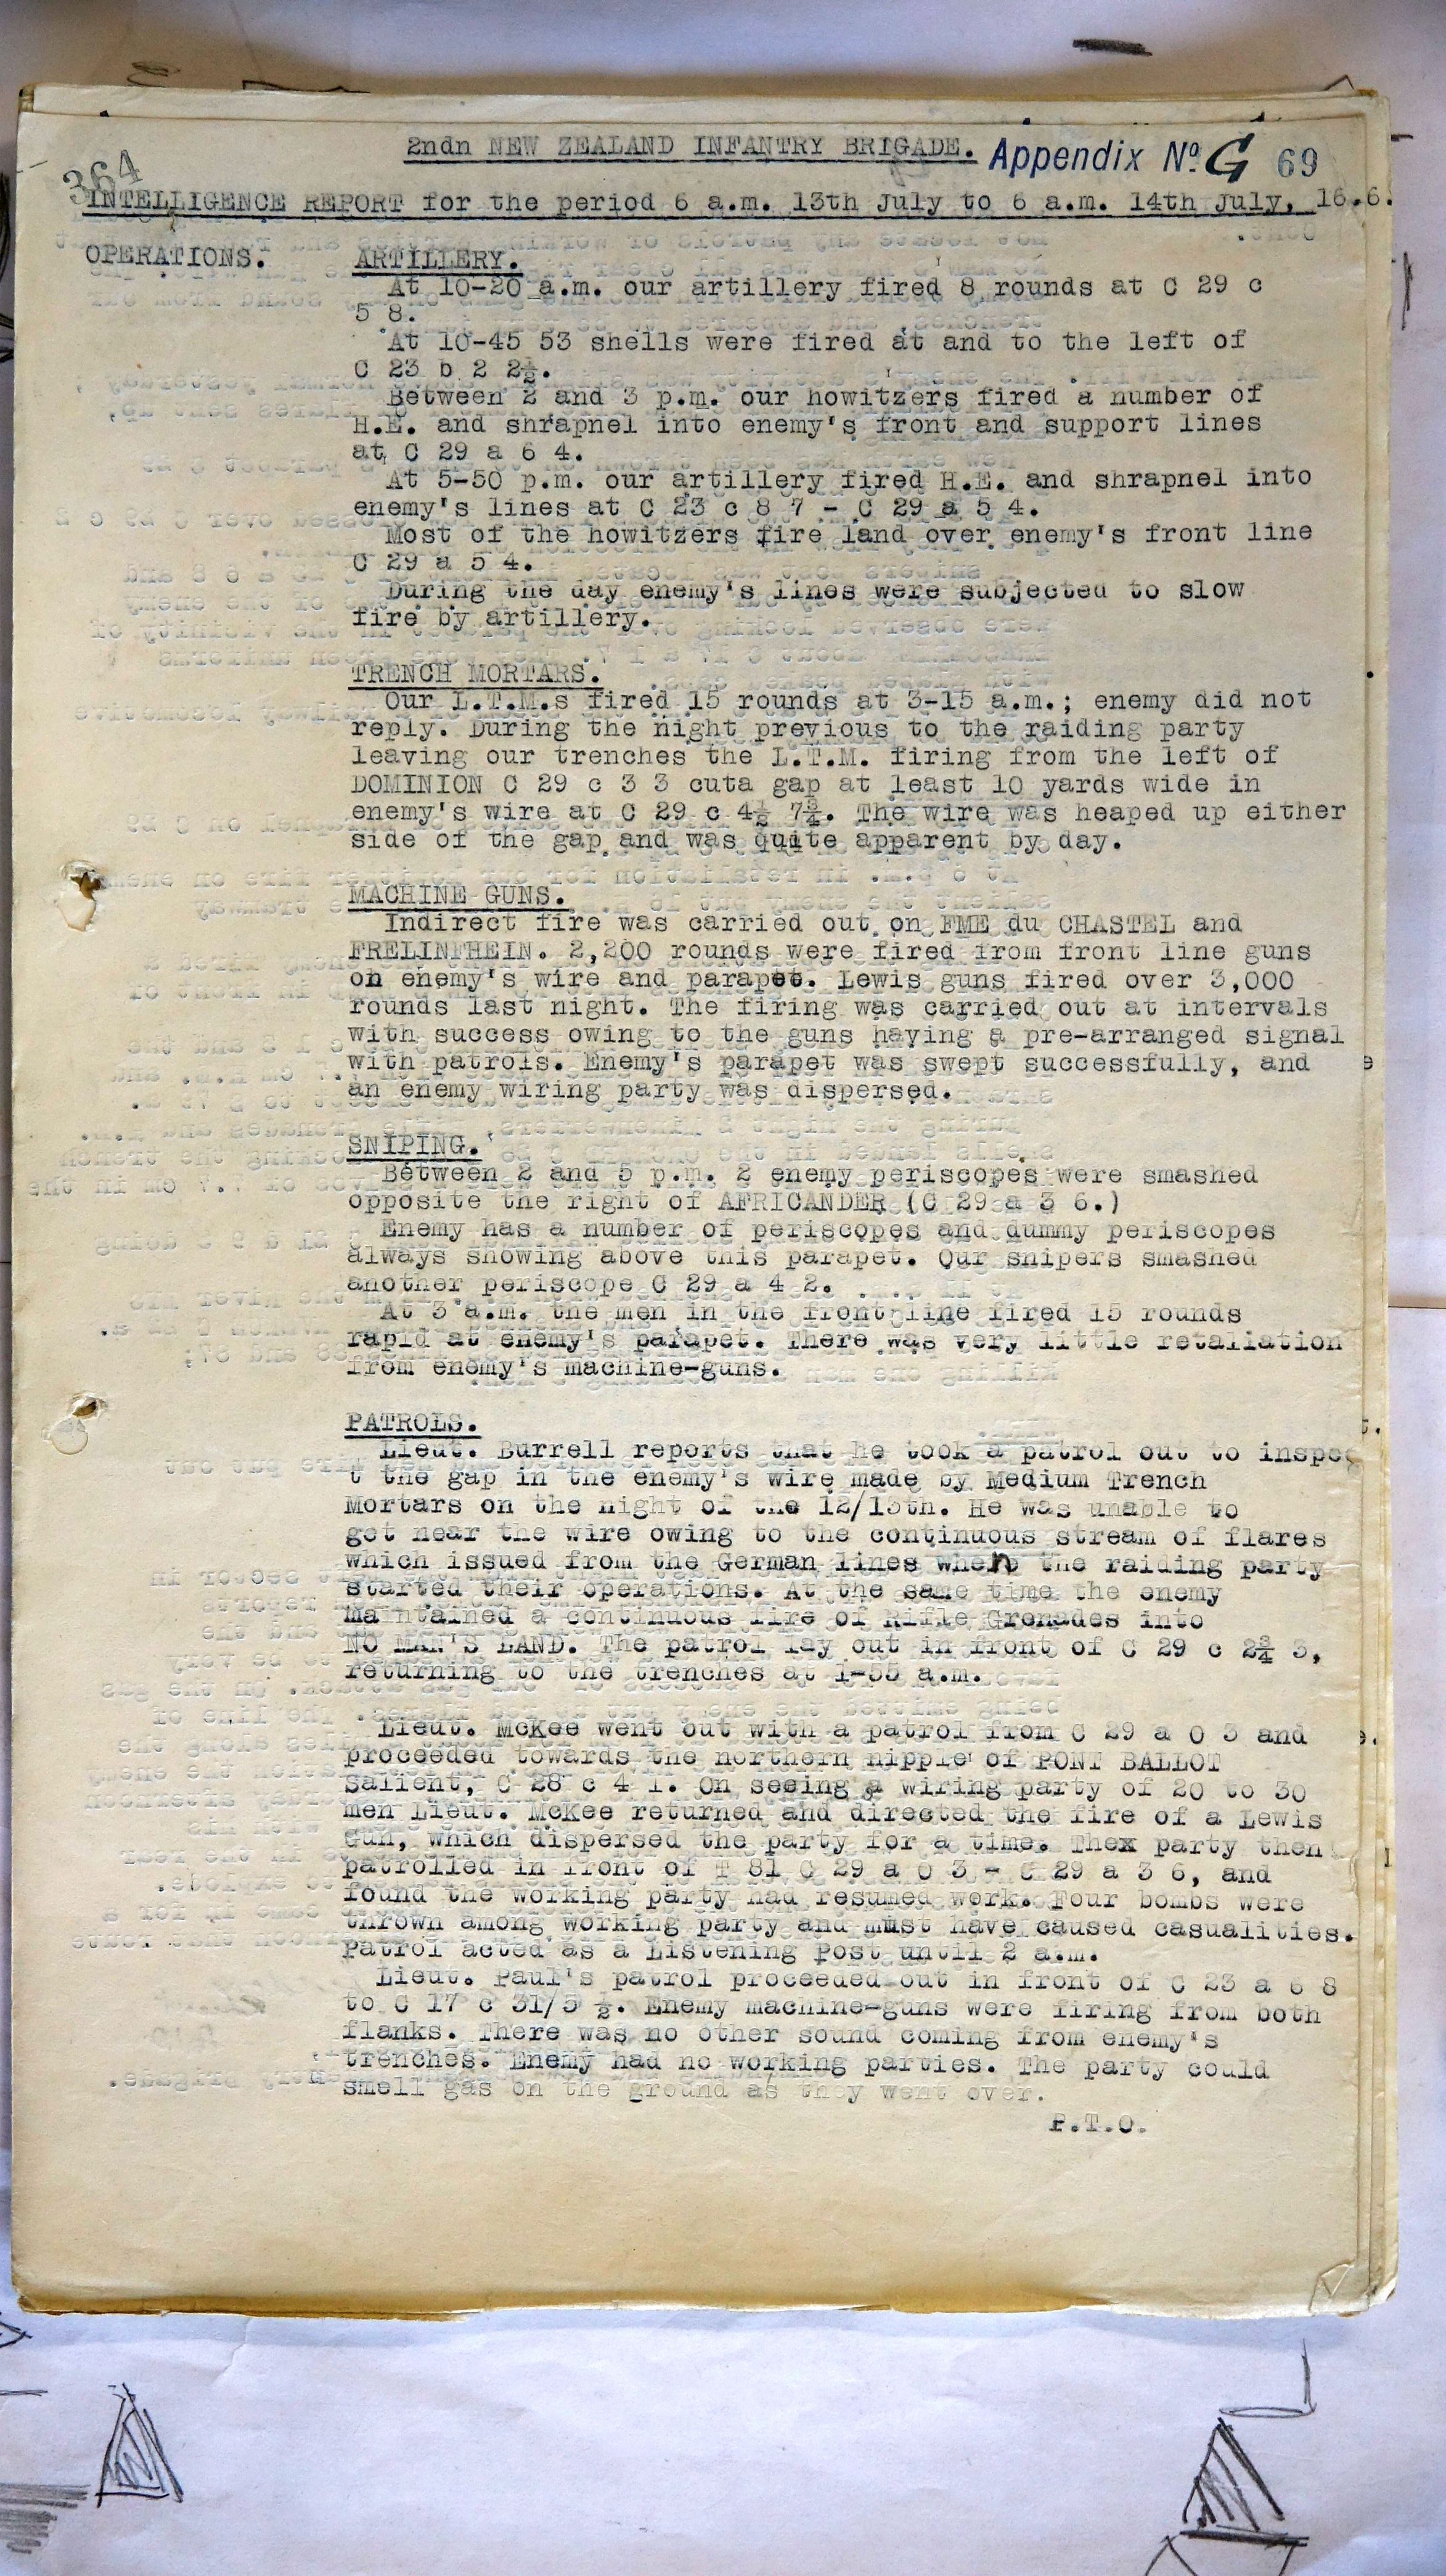 364
2ndn NEW ZEALAND INFANTRY BRIGADE. Appendix No. G 69
INTELLIGENCE REPORT for the period 6 a.m. 13th July to 6 a.m. 14th July, 16.6.
OPERATIONS.
ARTILLERY.
At 10-20 a.m. our artillery fired 8 rounds at C 29 c
5 8.
At 10-45 53 shells were fired at and to the left of
C 23 b 2 2½.
Between 2 and 3 p.m. our howitzers fired a number of
H.E. and shrapnel into enemy's front and support lines
at C 29 a 6 4.
At 5-50 p.m. our artillery fired H.E. and shrapnel into
enemy's lines at C 23 c 8 7 - C 29 a 5 4.
Most of the howitzers fire land over enemy's front line
C 29 a 5 4.
During the day enemy's lines were subjected to slow
fire by artillery.
TRENCH MORTARS.
Our L.T.M.s fired 15 rounds at 3-15 a.m.; enemy did not
reply. During the night previous to the raiding party
leaving our trenches the L.T.M. firing from the left of
DOMINION C 29 c 3 3 cuta gap at least 10 yards wide in
enemy's wire at C 29 c 4½ 7¾. The wire was heaped up either
side of the gap and was quite apparent by day.
MACHINE GUNS.
Indirect fire was carried out on FME du CHASTEL and
FRELINFHEIN. 2,200 rounds were fired from front line guns
on enemy's wire and parapet. Lewis guns fired over 3,000
rounds last night. The firing was carried out at intervals
with success owing to the guns having a pre-arranged signal
with patrols. Enemy's parapet was swept successfully, and
an enemy wiring party was dispersed.
SNIPING.
Between 2 and 5 p.m. 2 enemy periscopes were smashed
opposite the right of AFRICANDER (C 29 a 3 6.)
Enemy has a number of periscopes and dummy periscopes
always showing above this parapet. Our snipers smashed
another periscope C 29 a 4 2.
At 3 a.m. the men in the front line fired 15 rounds
rapid at enemy's parapet. There was very little retaliation
from enemy's machine-guns.
PATROLS.
Lieut. Burrell reports that he took a patrol out to inspec
t the gap in the enemy's wire made by Medium Trench
Mortars on the night of the 12/13th. He was unable to
get near the wire owing to the continuous stream of flares
which issued from the German lines when the raiding party
started their operations. At the same time the enemy
maintained a continuous fire of Rifle Grenades into
NO MAN'S LAND. The patrol lay out in front of C 29 c 2¾ 3,
returning to the trenches at 1-55 a.m.
Lieut. McKee went out with a patrol from C 29 a 0 3 and
proceeded towards the northern nipple of PONT BALLOT
Salient, C 28 c 4 1. On seeing a wiring party of 20 to 30
men Lieut. McKee returned and directed the fire of a Lewis
Gun, which dispersed the party for a time. Thex party then
patrolled in front of T 81 C 29 a 0 3 - C 29 a 3 6, and
found the working party had resumed work. Four bombs were
thrown among working party and must have caused casualities.
Patrol acted as a Listening Post until 2 a.m.
Lieut. Paul's patrol proceeded out in front of C 23 a 6 8
to C 17 c 31/5 ½. Enemy machine-guns were firing from both
flanks. There was no other sound coming from enemy's
trenches. Enemy had no working parties. The party could
smell gas on the ground as they went over.
P.T.O.